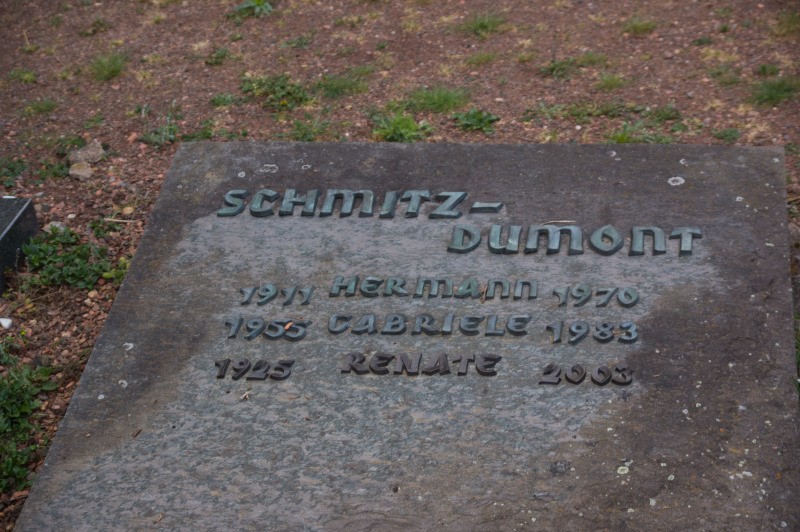 SCHMITZ-
DUMONT
1911 HERMANN 1970
1955 GABRIELE 1983
1925 RENATE 2003